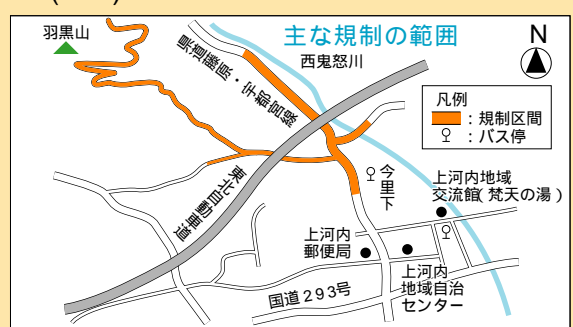 主な規制の範囲
N
羽黒山
県道藤原・宇都宮線
西鬼怒川
凡例
：規制区間
：バス停
東北自動車道
今里下
上河内地域
交流館(梵天の湯)
上河内
郵便局
上河内
地域自治
センター
国道293号